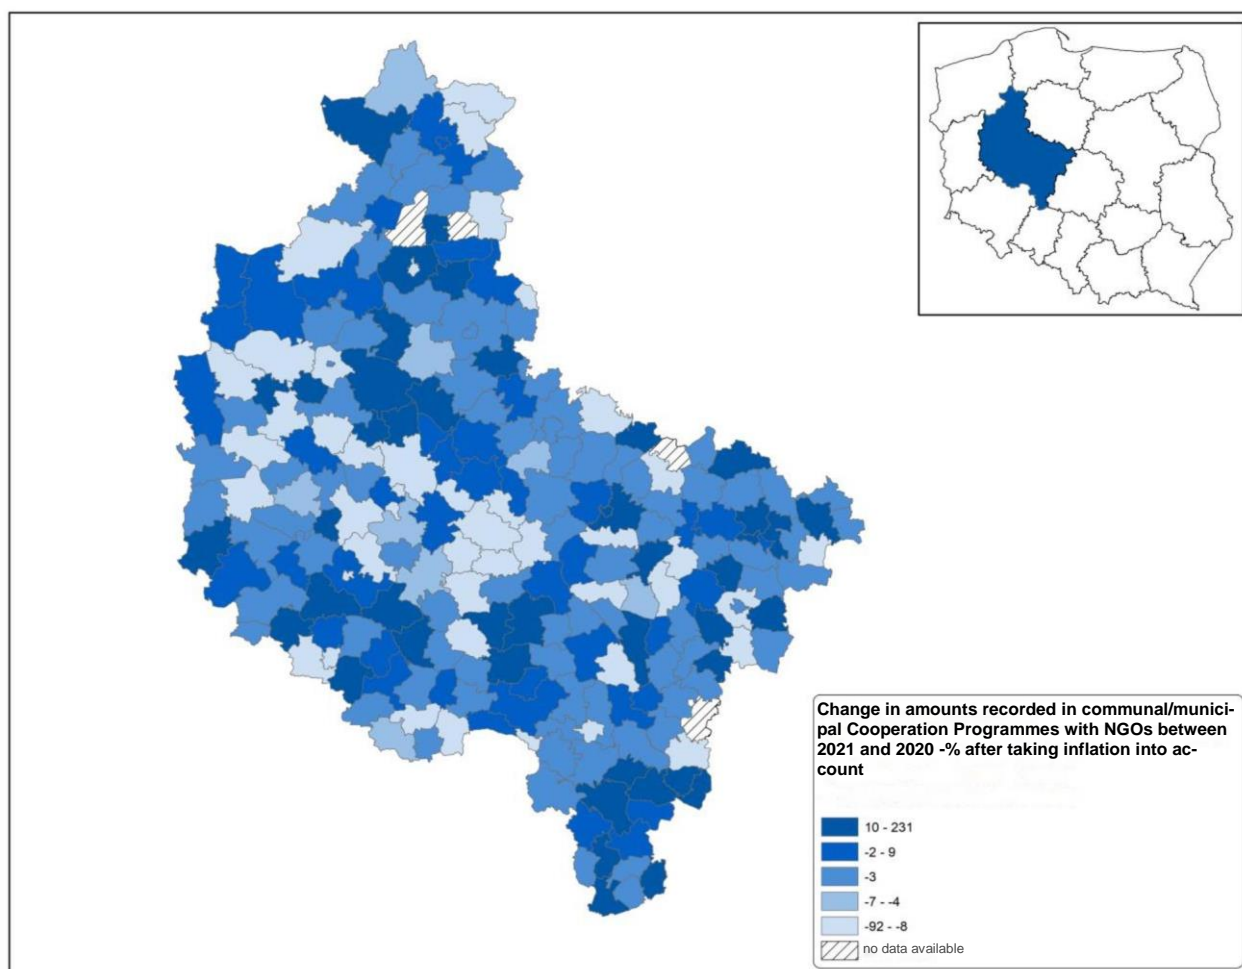 Change in amounts recorded in communal/munici-
pal Cooperation Programmes with NGOs between
2021 and 2020 -% after taking inflation into ac-
count
10 - 231
-2 - 9
-3
-7 - -4
-92 - -8
no data available